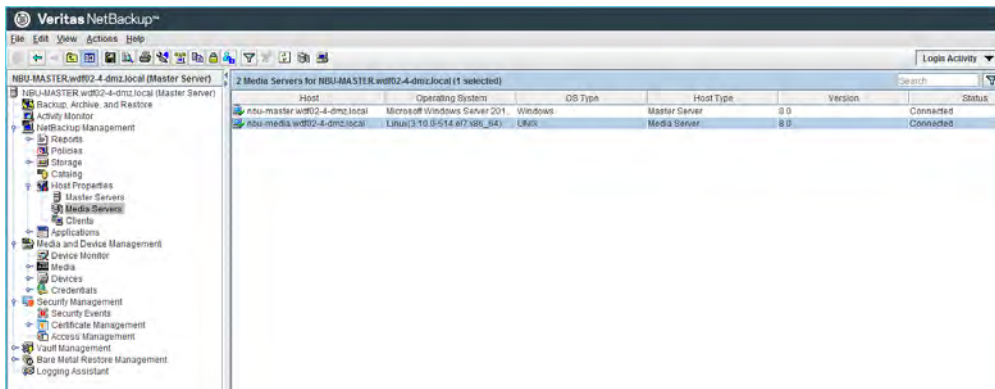 Veritas NetBackup™
File Edit View Actions Help
Login Activity
NBU-MASTER.wdf02-4-dmz.local (Master Server)
2 Media Servers for NBU-MASTER.wdf02-4-dmz.local (1 selected)
Search
NBU-MASTER.wdf02-4-dmz.local (Master Server)
Backup, Archive, and Restore
Activity Monitor
NetBackup Management
Reports
Policies
Storage
Catalog
Host Properties
Master Servers
Media Servers
Clients
Applications
Media and Device Management
Device Monitor
Media
Devices
Credentials
Security Management
Security Events
Certificate Management
Access Management
Vault Management
Bare Metal Restore Management
Logging Assistant
Host Operating System OS Type Host Type Version Status
nbu-master.wdf02-4-dmz.local Microsoft Windows Server 201... Windows Master Server 8.0 Connected
nbu-media.wdf02-4-dmz.local Linux(3.10.0-514.el7.x86_64) UNIX Media Server 8.0 Connected